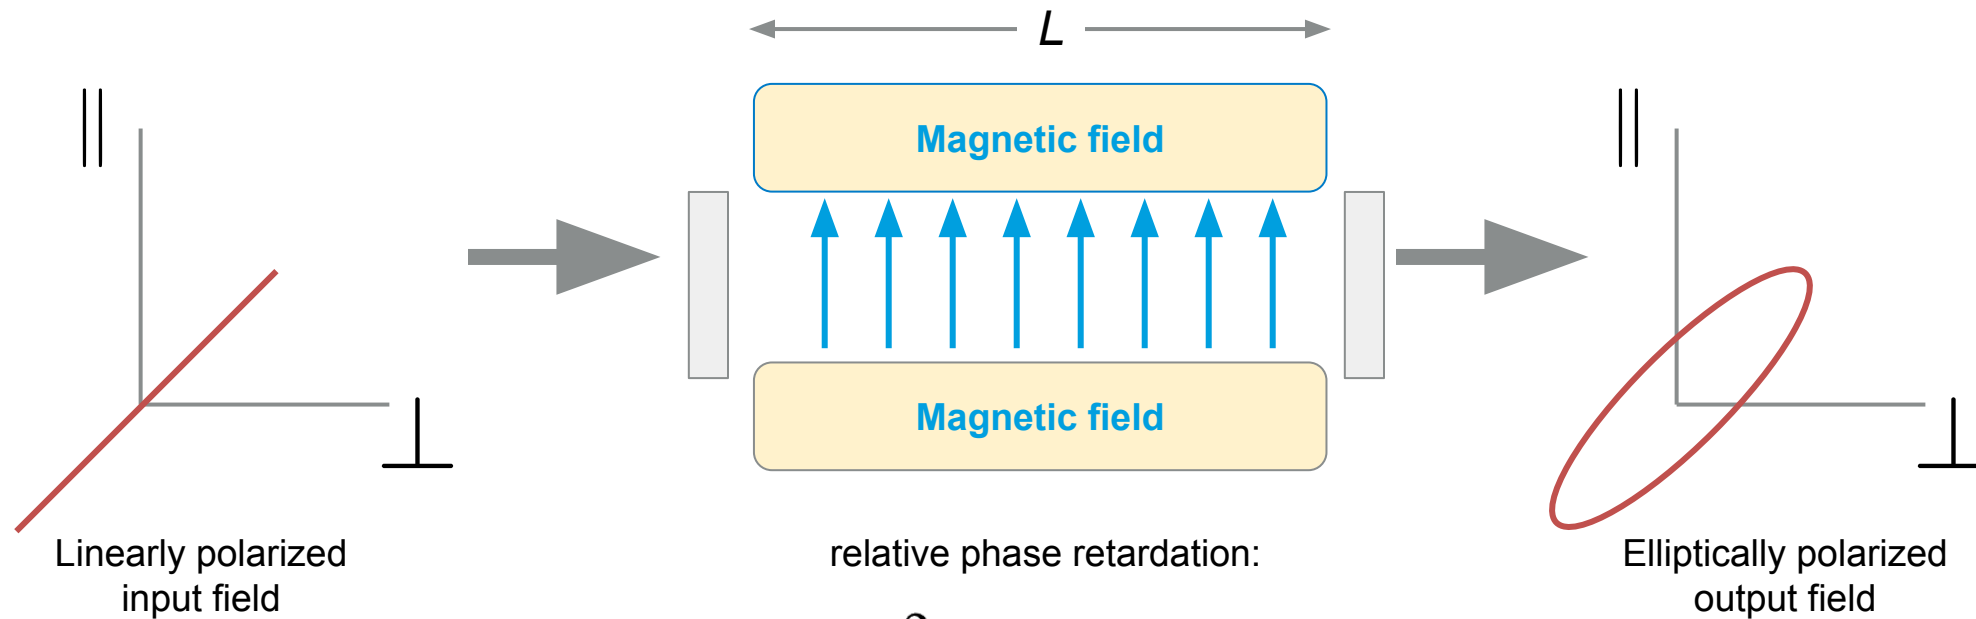 L
||
Magnetic field
||
Magnetic field
⊥
⊥
Linearly polarized
input field
relative phase retardation:
Elliptically polarized
output field